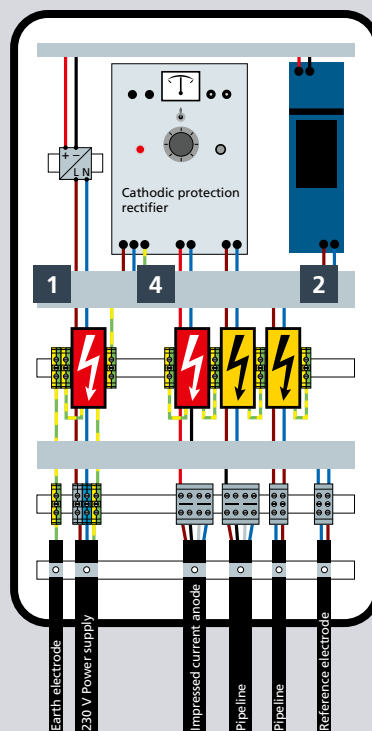 + −
L N
Cathodic protection
rectifier
1
4
2
Earth electrode
230 V Power supply
Impressed current anode
Pipeline
Pipeline
Reference electrode